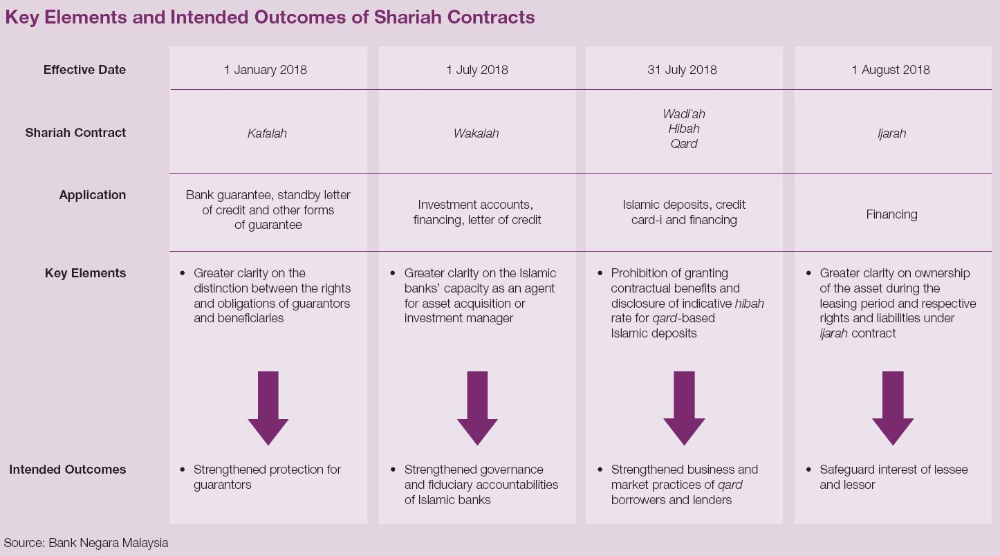 Key Elements and Intended Outcomes of Shariah Contracts
Effective Date
1 January 2018
1 July 2018
31 July 2018
1 August 2018
Shariah Contract
Kafalah
Wakalah
Wadi`ah
Hibah
Qard
Ijarah
Application
Bank guarantee, standby letter
of credit and other forms
of guarantee
Investment accounts,
financing, letter of credit
Islamic deposits, credit
card-i and financing
Financing
Key Elements
• Greater clarity on the
distinction between the rights
and obligations of guarantors
and beneficiaries
• Greater clarity on the Islamic
banks’ capacity as an agent
for asset acquisition or
investment manager
• Prohibition of granting
contractual benefits and
disclosure of indicative hibah
rate for qard-based
Islamic deposits
• Greater clarity on ownership
of the asset during the
leasing period and respective
rights and liabilities under
ijarah contract
Intended Outcomes
• Strengthened protection for
guarantors
• Strengthened governance
and fiduciary accountabilities
of Islamic banks
• Strengthened business and
market practices of qard
borrowers and lenders
• Safeguard interest of lessee
and lessor
Source: Bank Negara Malaysia